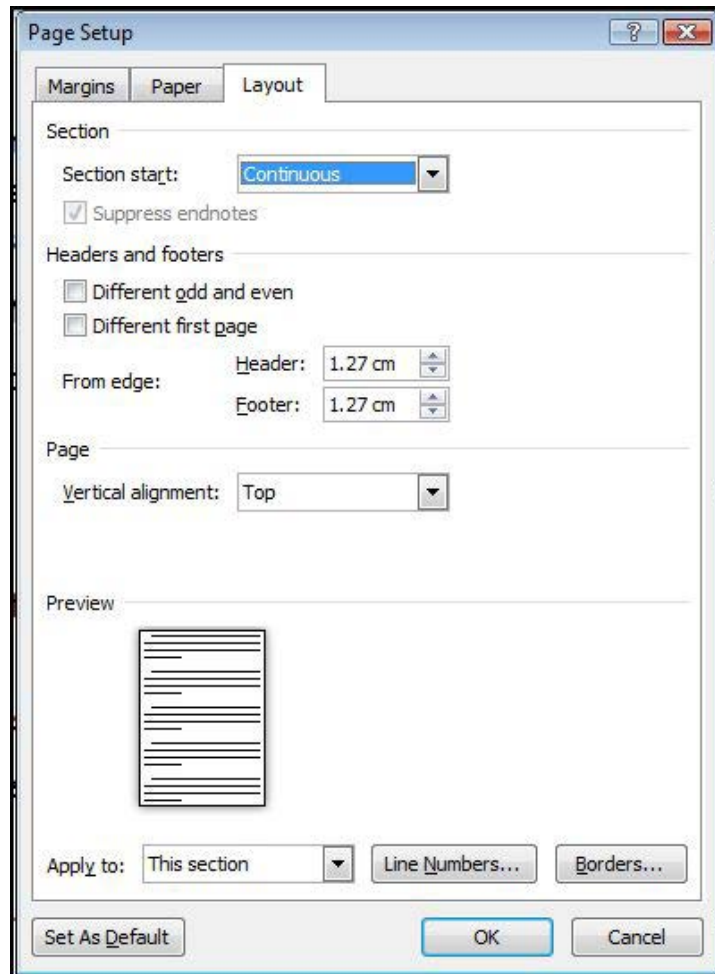 Page Setup
Margins Paper Layout
Section
Section start: Continuous
Suppress endnotes
Headers and footers
Different odd and even
Different first page
From edge:
Header: 1.27 cm
Footer: 1.27 cm
Page
Vertical alignment: Top
Preview
Apply to: This section Line Numbers... Borders...
Set As Default OK Cancel